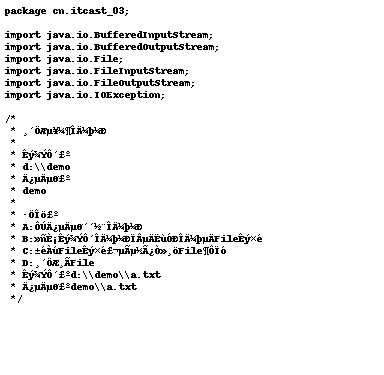 package cn.itcast_03;
import java.io.BufferedInputStream;
import java.io.BufferedOutputStream;
import java.io.File;
import java.io.FileInputStream;
import java.io.FileOutputStream;
import java.io.IOException;
/*
* ¸´ÖÆµ¥¼¶ÎÄ¼þ¼Ð
*
* Êý¾ÝÔ´£º
* d:\\demo
* Ä¿µÄµØ£º
* demo
*
* ·ÖÎö£º
* A:ÔÚÄ¿µÄµØ´´½¨ÎÄ¼þ¼Ð
* B:»ñÈ¡Êý¾ÝÔ´ÎÄ¼þ¼ÐÏÂµÄËùÓÐÎÄ¼þµÄFileÊý×é
* C:±éÀúFileÊý×é£¬µÃµ½Ã¿Ò»¸öFile¶ÔÏó
* D:¸´ÖÆ¸ÃFile
* Êý¾ÝÔ´£ºd:\\demo\\a.txt
* Ä¿µÄµØ£ºdemo\\a.txt
*/